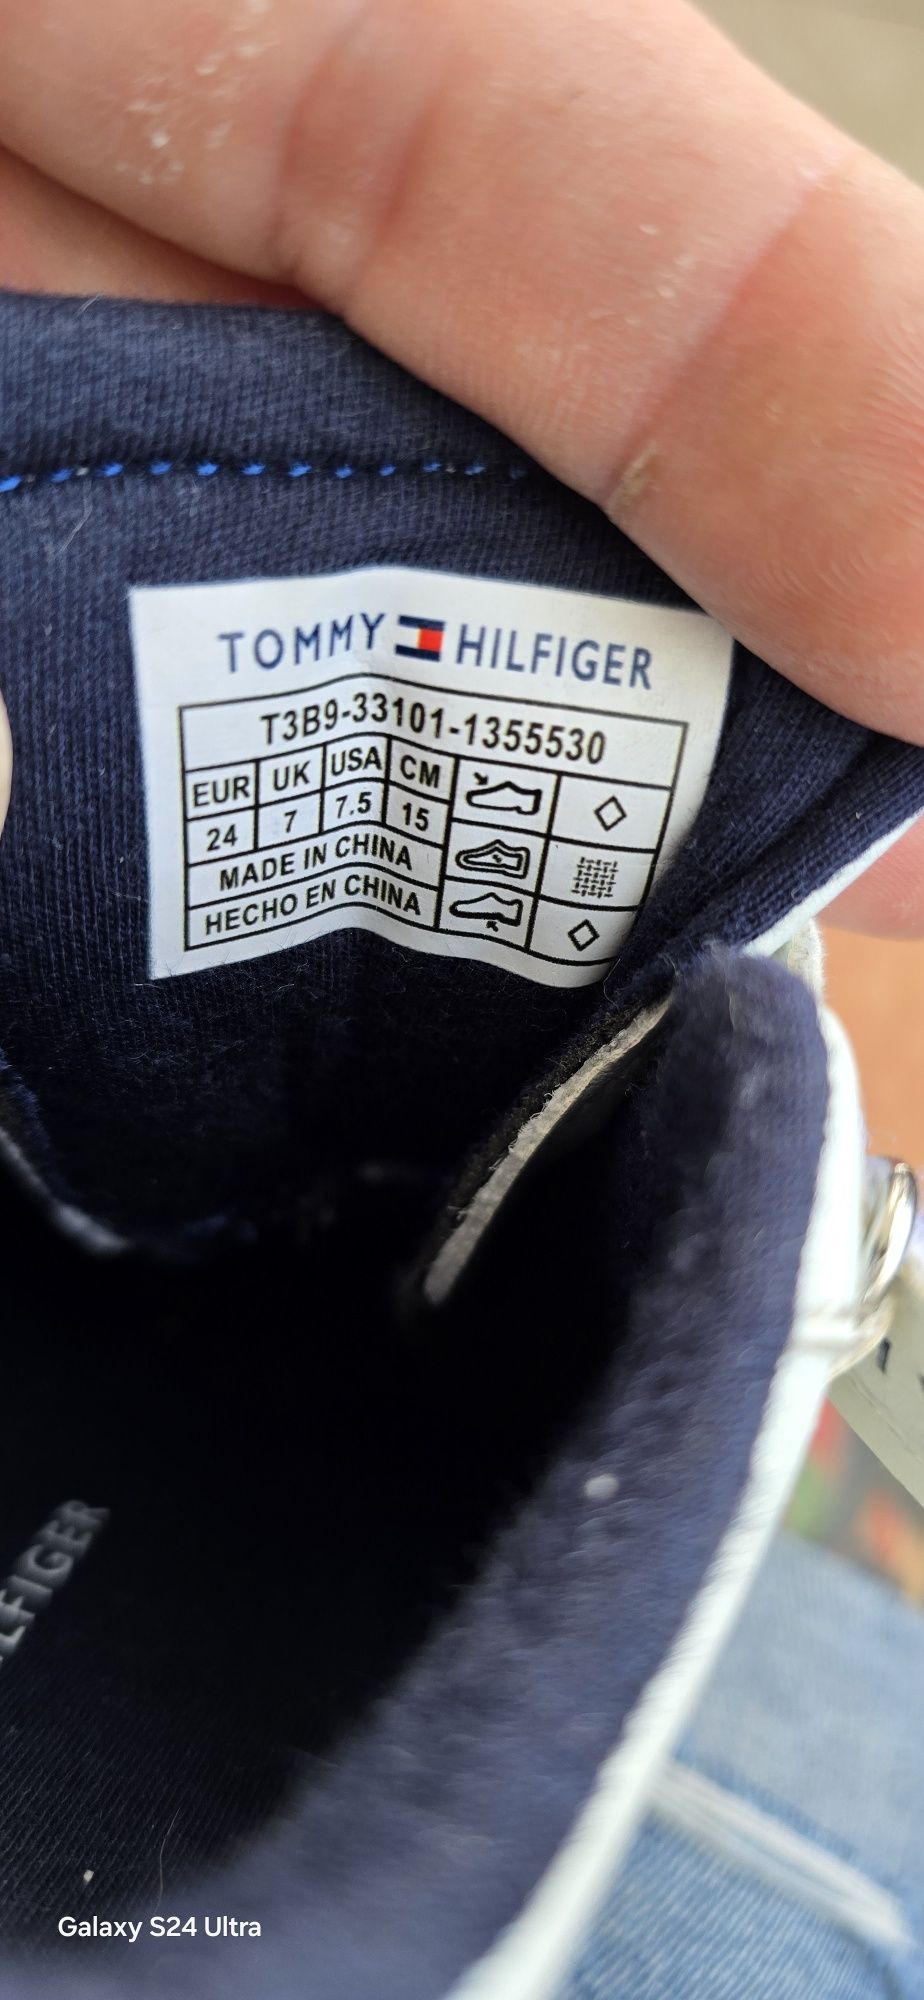 TOMMY HILFIGER
T3B9-33101-1355530
EUR UK USA CM
24 7 7.5 15
MADE IN CHINA
HECHO EN CHINA
LFIGER
Galaxy S24 Ultra